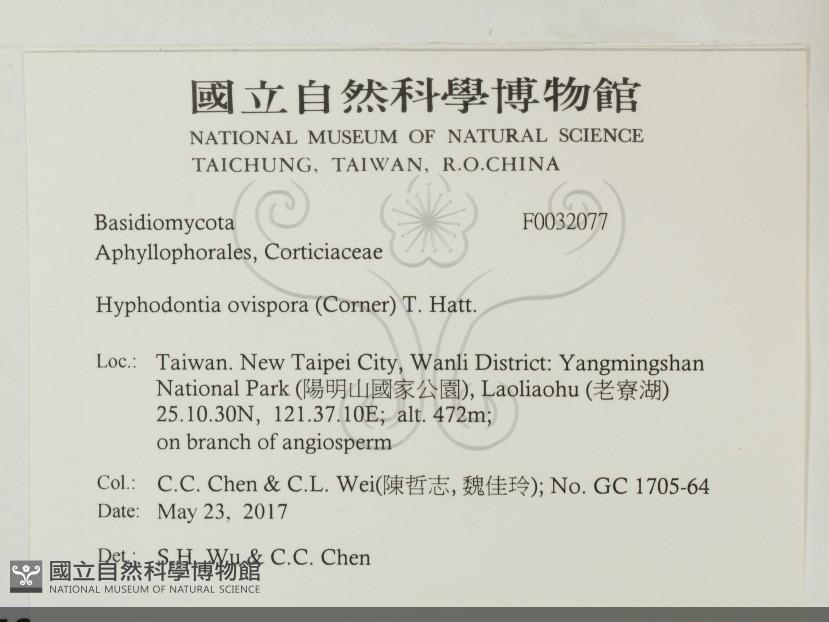 國立自然科學博物館
NATIONAL MUSEUM OF NATURAL SCIENCE
TAICHUNG, TAIWAN, R.O.CHINA
Basidiomycota F0032077
Aphyllophorales, Corticiaceae
Hyphodontia ovispora (Corner) T. Hatt.
Loc.: Taiwan. New Taipei City, Wanli District: Yangmingshan
National Park (陽明山國家公園), Laoliaohu (老寮湖)
25.10.30N, 121.37.10E; alt. 472m;
on branch of angiosperm
Col.: C.C. Chen & C.L. Wei(陳哲志, 魏佳玲); No. GC 1705-64
Date: May 23, 2017
Det.: S.H. Wu & C.C. Chen
國立自然科學博物館
NATIONAL MUSEUM OF NATURAL SCIENCE